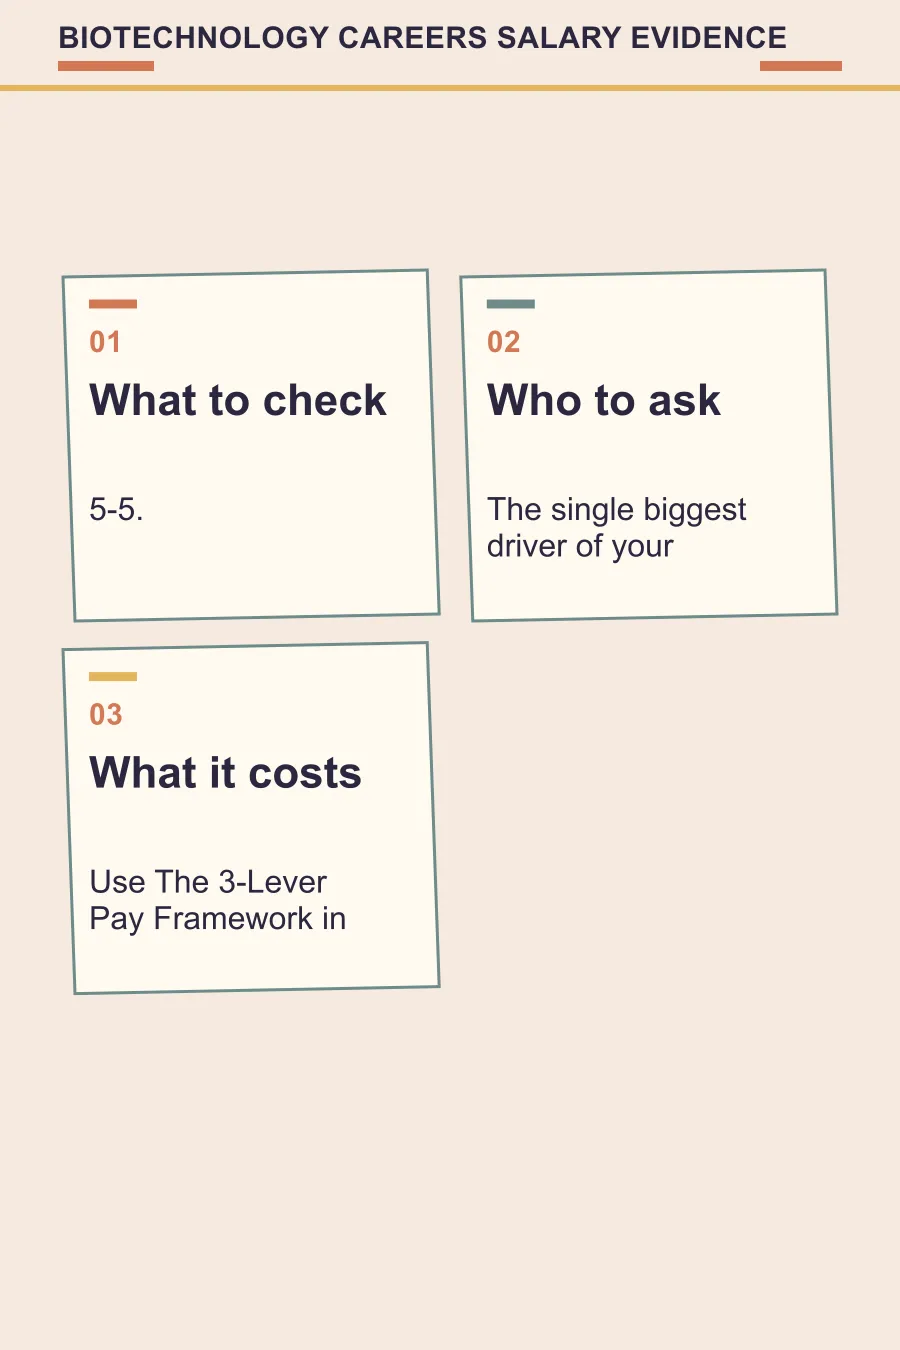 BIOTECHNOLOGY CAREERS SALARY EVIDENCE
01
What to check
5-5.
02
Who to ask
The single biggest
driver of your
03
What it costs
Use The 3-Lever
Pay Framework in